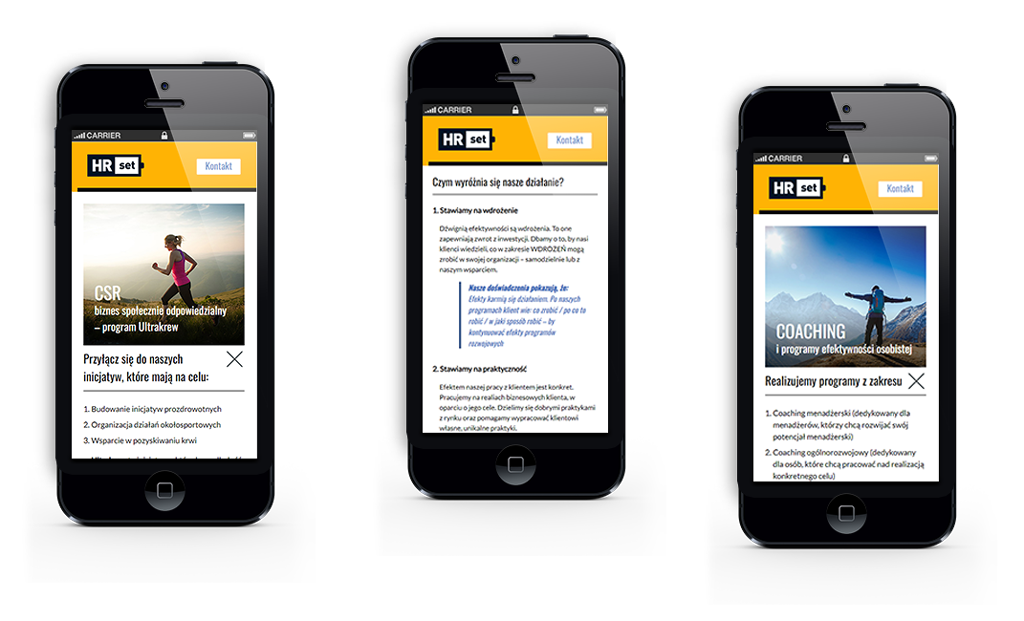 CARRIER
HR set
Kontakt
CSR
biznes społecznie odpowiedzialny
– program Ultrakrew
Przyłącz się do naszych
inicjatyw, które mają na celu:
1. Budowanie inicjatyw prozdrowotnych
2. Organizacja działań okołosportowych
3. Wsparcie w pozyskiwaniu krwi
CARRIER
HR set
Kontakt
Czym wyróżnia się nasze działanie?
1. Stawiamy na wdrożenie
Dźwignią efektywności są wdrożenia. To one
zapewniają zwrot z inwestycji. Dbamy o to, by nasi
klienci wiedzieli, co w zakresie WDROŻEŃ mogą
zrobić w swojej organizacji – samodzielnie lub z
naszym wsparciem.
Nasze doświadczenia pokazują, że:
Efekty karmią się działaniem. Po naszych
programach klient wie: co zrobić / po co to
robić / w jaki sposób robić – by
kontynuować efekty programów
rozwojowych
2. Stawiamy na praktyczność
Efektem naszej pracy z klientem jest konkret.
Pracujemy na realiach biznesowych klienta, w
oparciu o jego cele. Dzielimy się dobrymi praktykami
z rynku oraz pomagamy wypracować klientowi
własne, unikalne praktyki.
CARRIER
HR set
Kontakt
COACHING
i programy efektywności osobistej
Realizujemy programy z zakresu
1. Coaching menadżerski (dedykowany dla
menadżerów, którzy chcą rozwijać swój
potencjał menadżerski)
2. Coaching ogólnorozwojowy (dedykowany
dla osób, które chcą pracować nad realizacją
konkretnego celu)